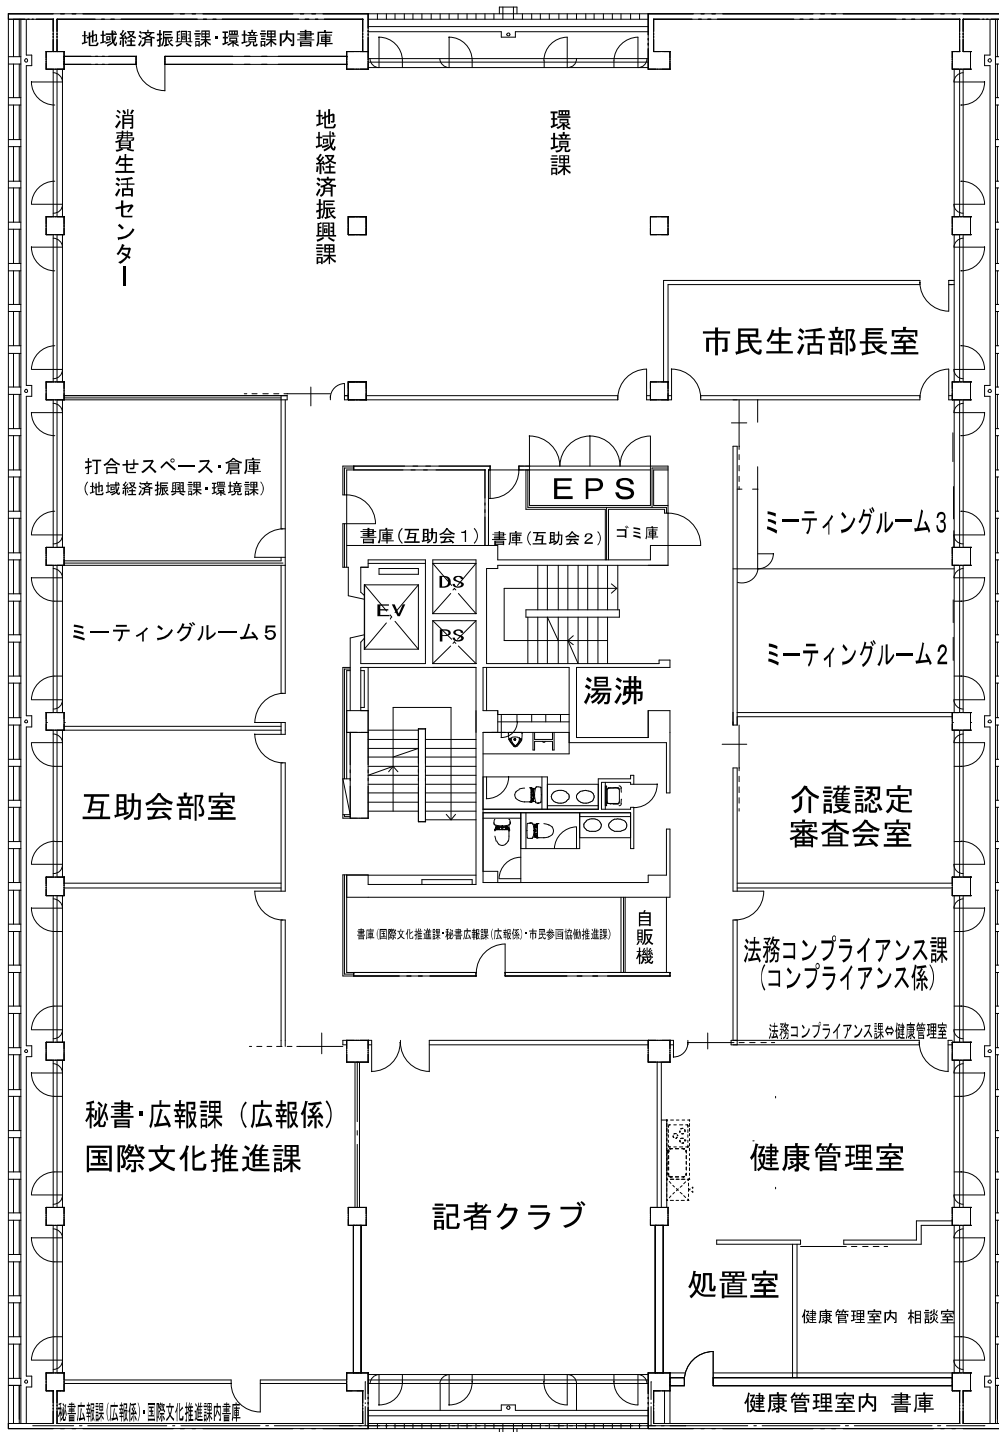 地域経済振興課・環境課内書庫
消費生活センター
地域経済振興課
環境課
市民生活部長室
打合せスペース・倉庫
(地域経済振興課・環境課)
EPS
書庫(互助会1)
書庫(互助会2)
ゴミ庫
ミーティングルーム3
EV
DS
PS
ミーティングルーム5
ミーティングルーム2
湯沸
互助会部室
介護認定
審査会室
書庫(国際文化推進課・秘書広報課(広報係)・市民参画協働推進課)
自販機
法務コンプライアンス課
(コンプライアンス係)
法務コンプライアンス課⇔健康管理室
秘書・広報課(広報係)
国際文化推進課
健康管理室
記者クラブ
処置室
健康管理室内 相談室
秘書広報課(広報係)・国際文化推進課内書庫
健康管理室内 書庫